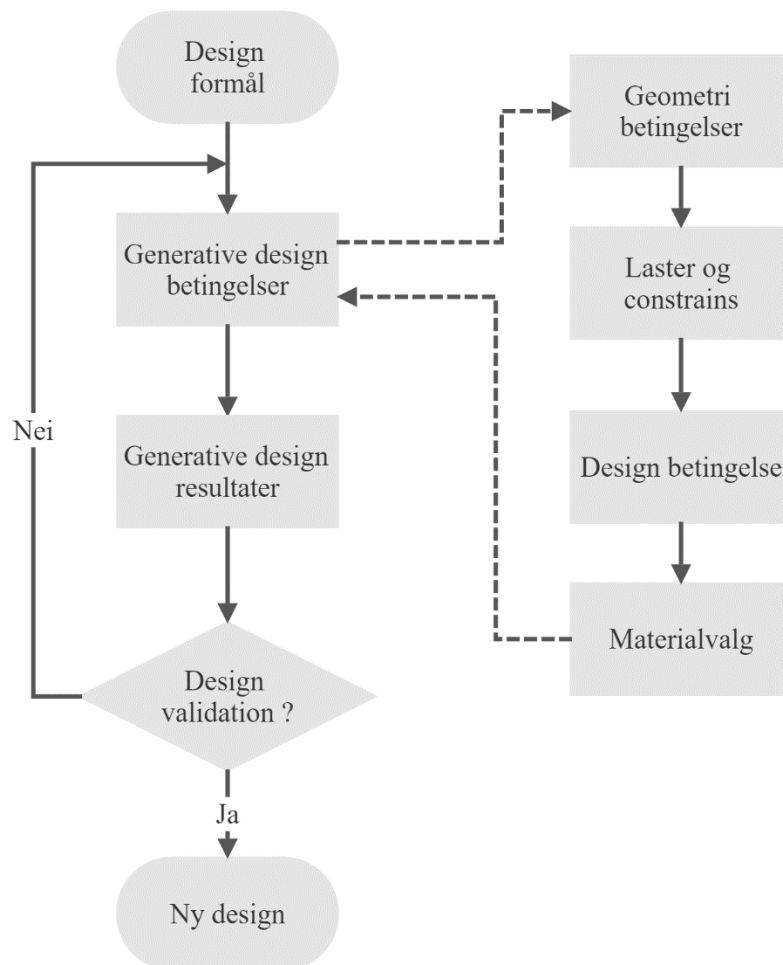 Design
formål
Generative design
betingelser
Generative design
resultater
Nei
Design
validation ?
Ja
Ny design
Geometri
betingelser
Laster og
constrains
Design betingelse
Materialvalg